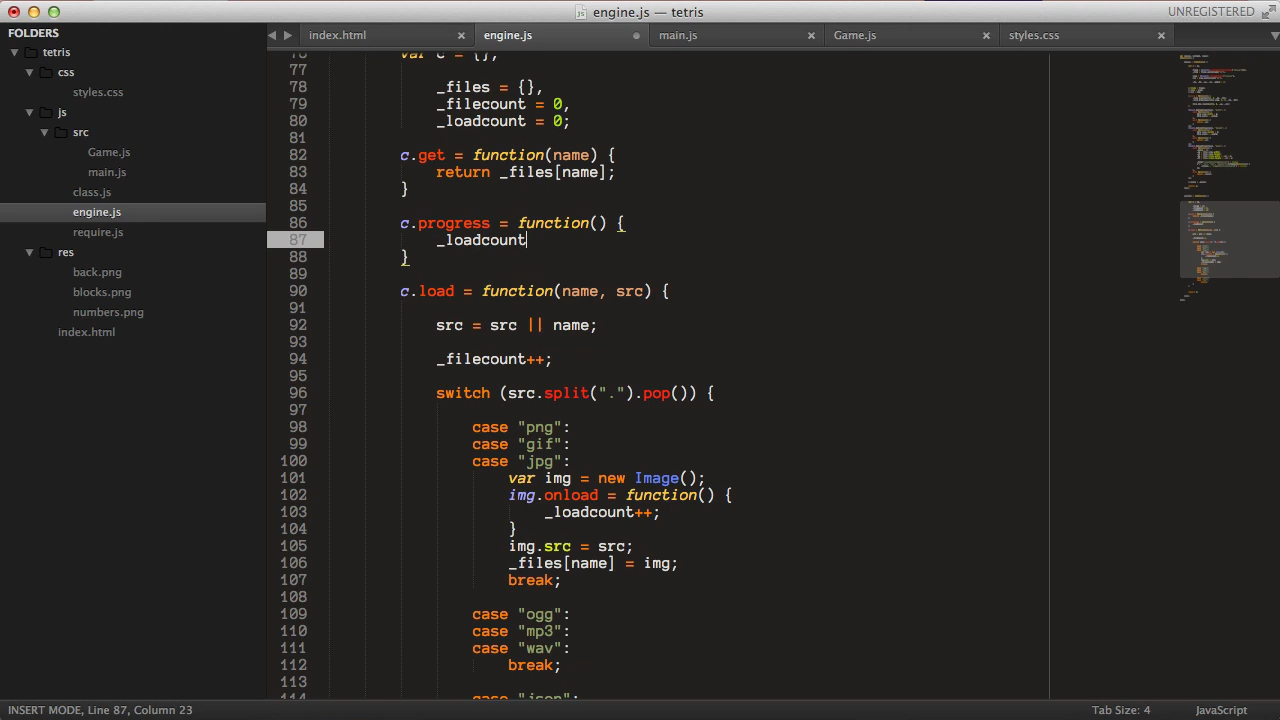 engine.js — tetris
UNREGISTERED
FOLDERS
tetris
css
styles.css
js
src
Game.js
main.js
class.js
engine.js
require.js
res
back.png
blocks.png
numbers.png
index.html
index.html × engine.js main.js × Game.js × styles.css ×
76 var c = {},
77
78 _files = {},
79 _filecount = 0,
80 _loadcount = 0;
81
82 c.get = function(name) {
83 return _files[name];
84 }
85
86 c.progress = function() {
87 _loadcount
88 }
89
90 c.load = function(name, src) {
91
92 src = src || name;
93
94 _filecount++;
95
96 switch (src.split(".").pop()) {
97
98 case "png":
99 case "gif":
100 case "jpg":
101 var img = new Image();
102 img.onload = function() {
103 _loadcount++;
104 }
105 img.src = src;
106 _files[name] = img;
107 break;
108
109 case "ogg":
110 case "mp3":
111 case "wav":
112 break;
113
114 case "json":
INSERT MODE, Line 87, Column 23
Tab Size: 4
JavaScript